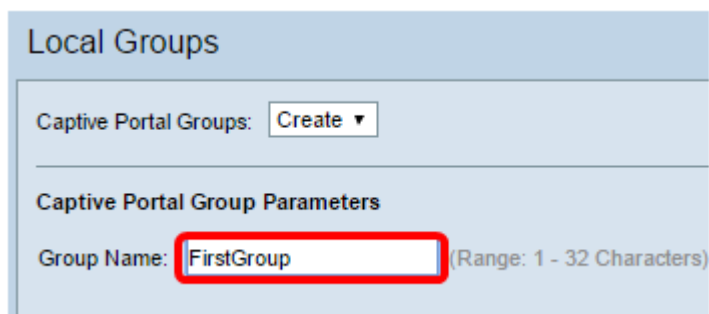 Local Groups
Captive Portal Groups: Create
Captive Portal Group Parameters
Group Name: FirstGroup (Range: 1 - 32 Characters)